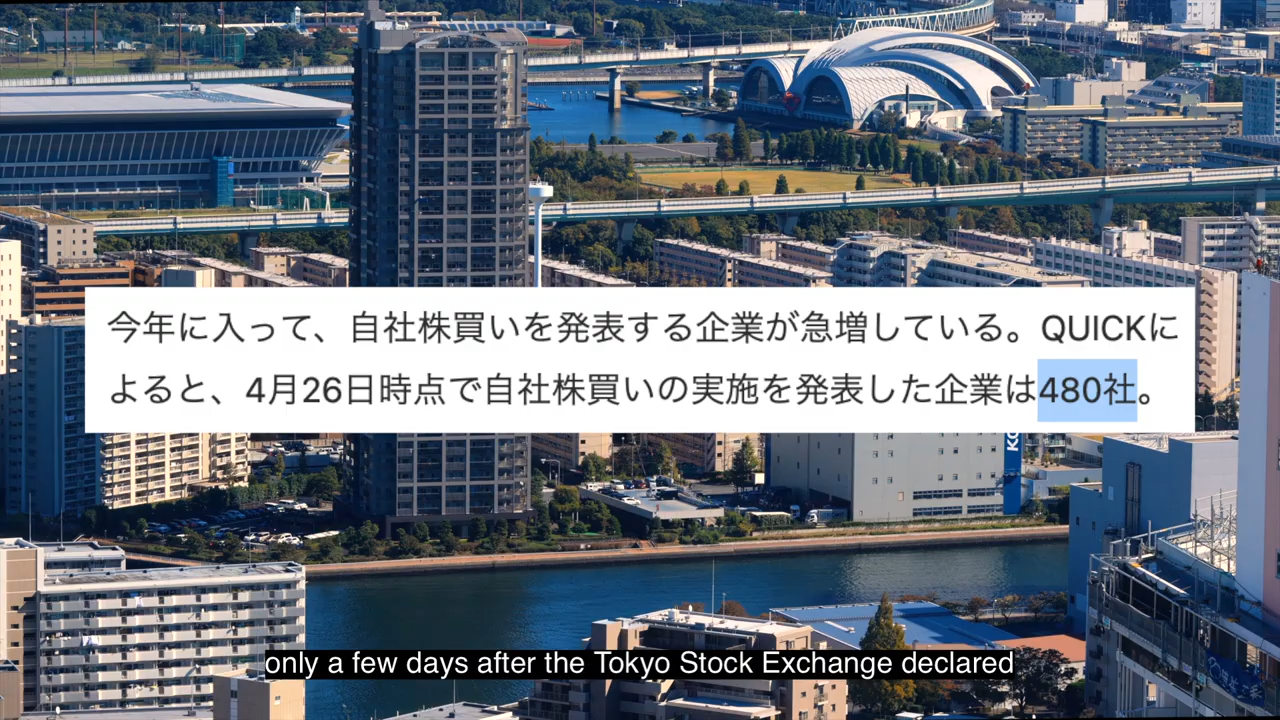 今年に入って、自社株買いを発表する企業が急増している。QUICKに
よると、4月26日時点で自社株買いの実施を発表した企業は480社。
only a few days after the Tokyo Stock Exchange declared